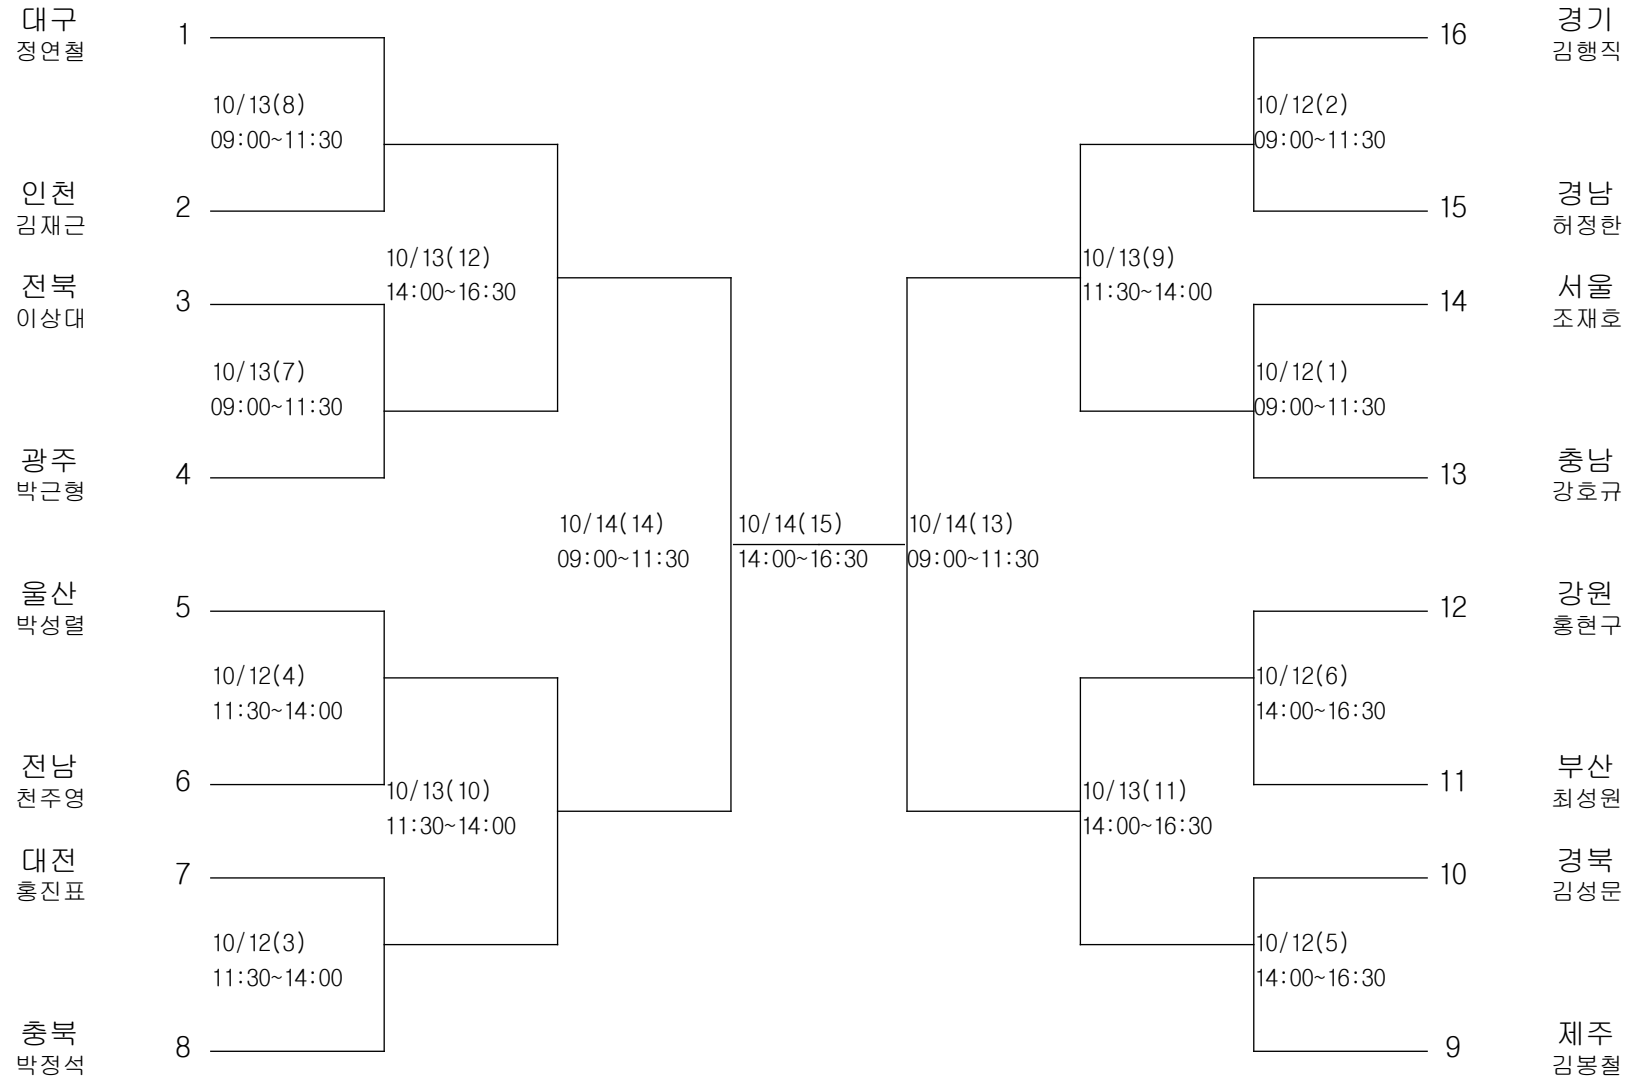 대구
정연철
1
10/13(8)
09:00~11:30
인천
김재근
2
10/13(12)
14:00~16:30
전북
이상대
3
10/13(7)
09:00~11:30
광주
박근형
4
10/14(14)
09:00~11:30
울산
박성렬
5
10/12(4)
11:30~14:00
전남
천주영
6
10/13(10)
11:30~14:00
대전
홍진표
7
10/12(3)
11:30~14:00
충북
박정석
8
10/14(15)
14:00~16:30
16
경기
김행직
10/12(2)
09:00~11:30
15
경남
허정한
10/13(9)
11:30~14:00
14
서울
조재호
10/12(1)
09:00~11:30
13
충남
강호규
10/14(13)
09:00~11:30
12
강원
홍현구
10/12(6)
14:00~16:30
11
부산
최성원
10/13(11)
14:00~16:30
10
경북
김성문
10/12(5)
14:00~16:30
9
제주
김봉철